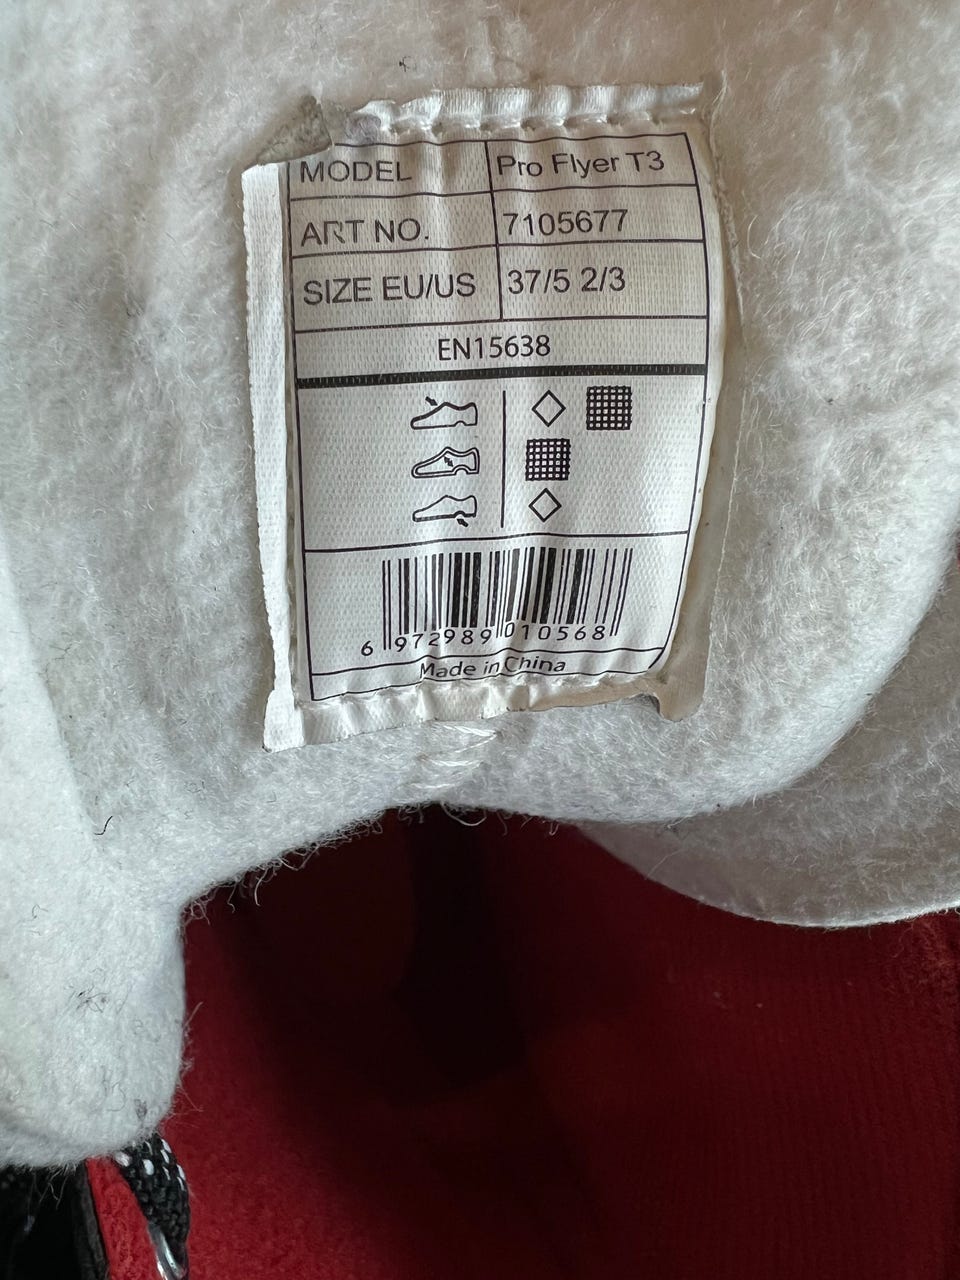 MODEL Pro Flyer T3
ART NO. 7105677
SIZE EU/US 37/5 2/3
EN15638
6 972989 010568
Made in China